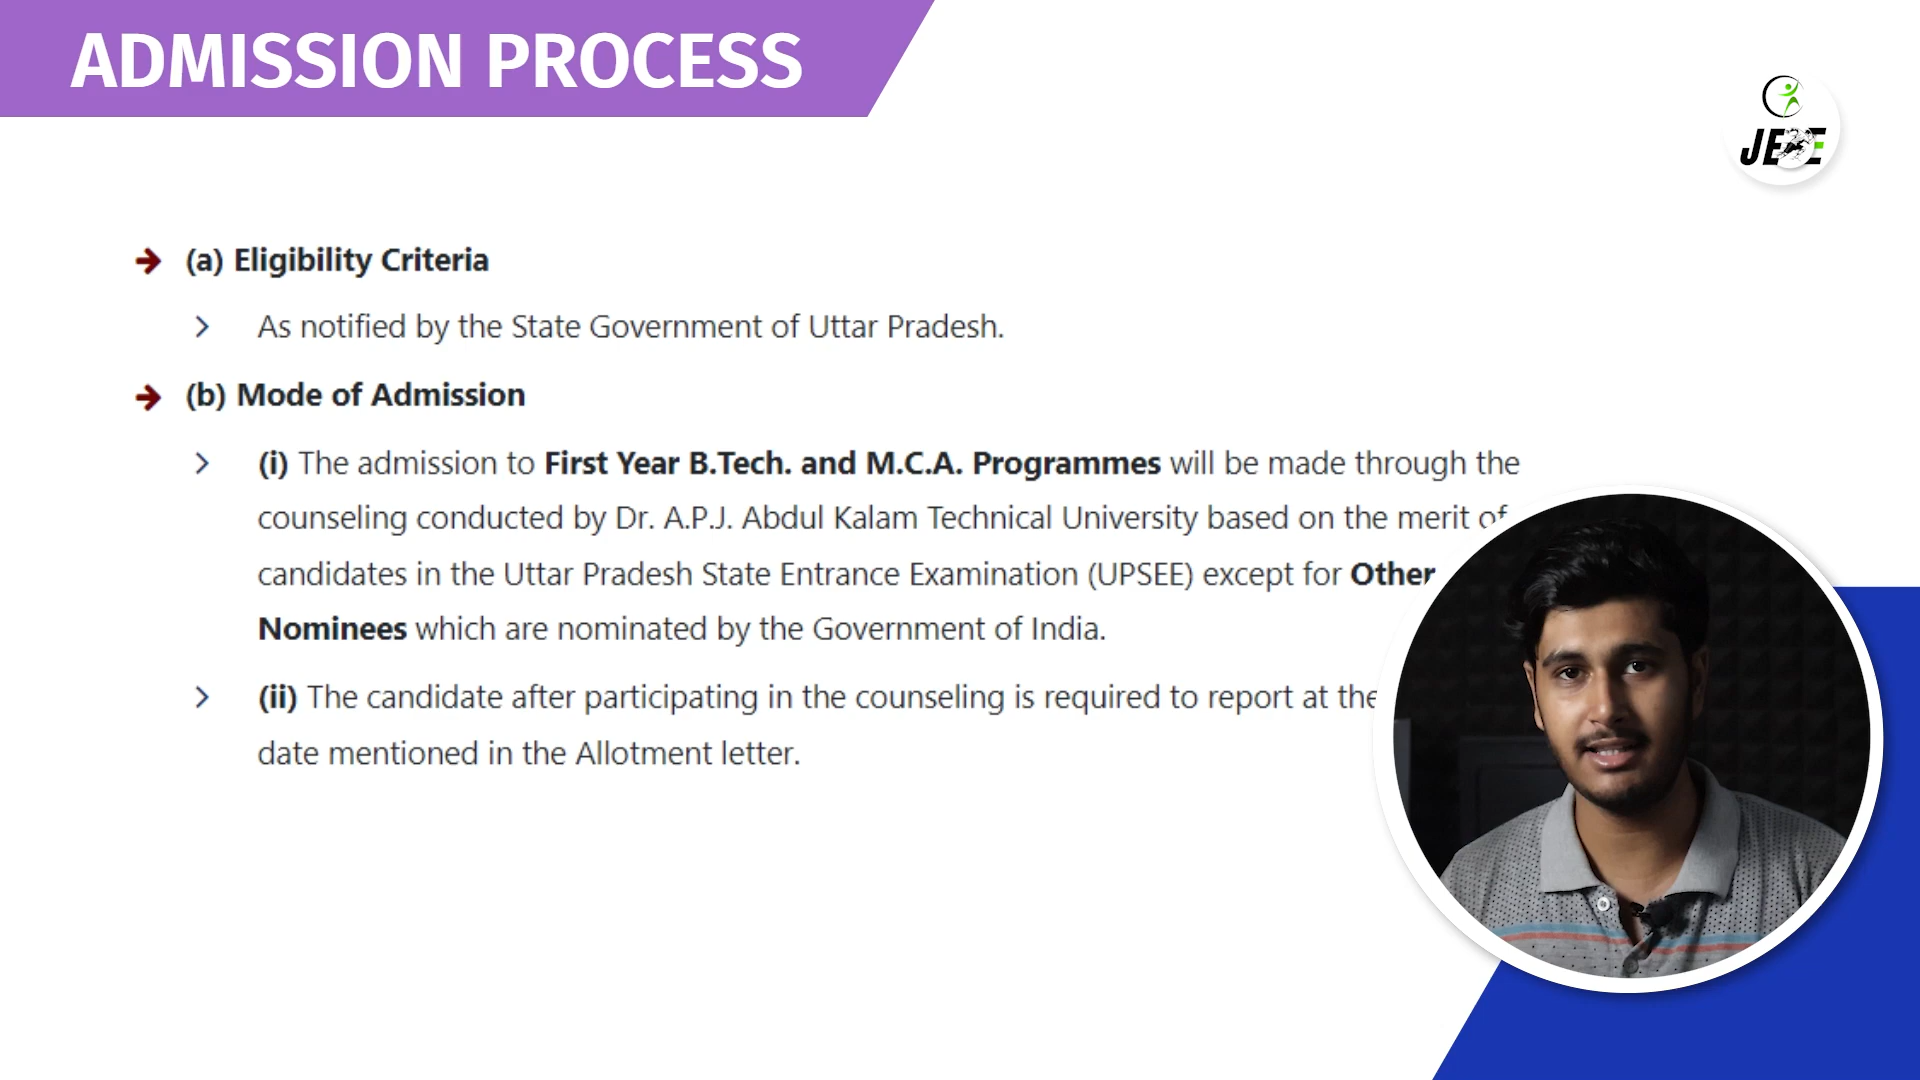 ADMISSION PROCESS
JEE
(a) Eligibility Criteria
As notified by the State Government of Uttar Pradesh.
(b) Mode of Admission
(i) The admission to First Year B.Tech. and M.C.A. Programmes will be made through the
counseling conducted by Dr. A.P.J. Abdul Kalam Technical University based on the merit of
candidates in the Uttar Pradesh State Entrance Examination (UPSEE) except for Other
Nominees which are nominated by the Government of India.
(ii) The candidate after participating in the counseling is required to report at the
date mentioned in the Allotment letter.